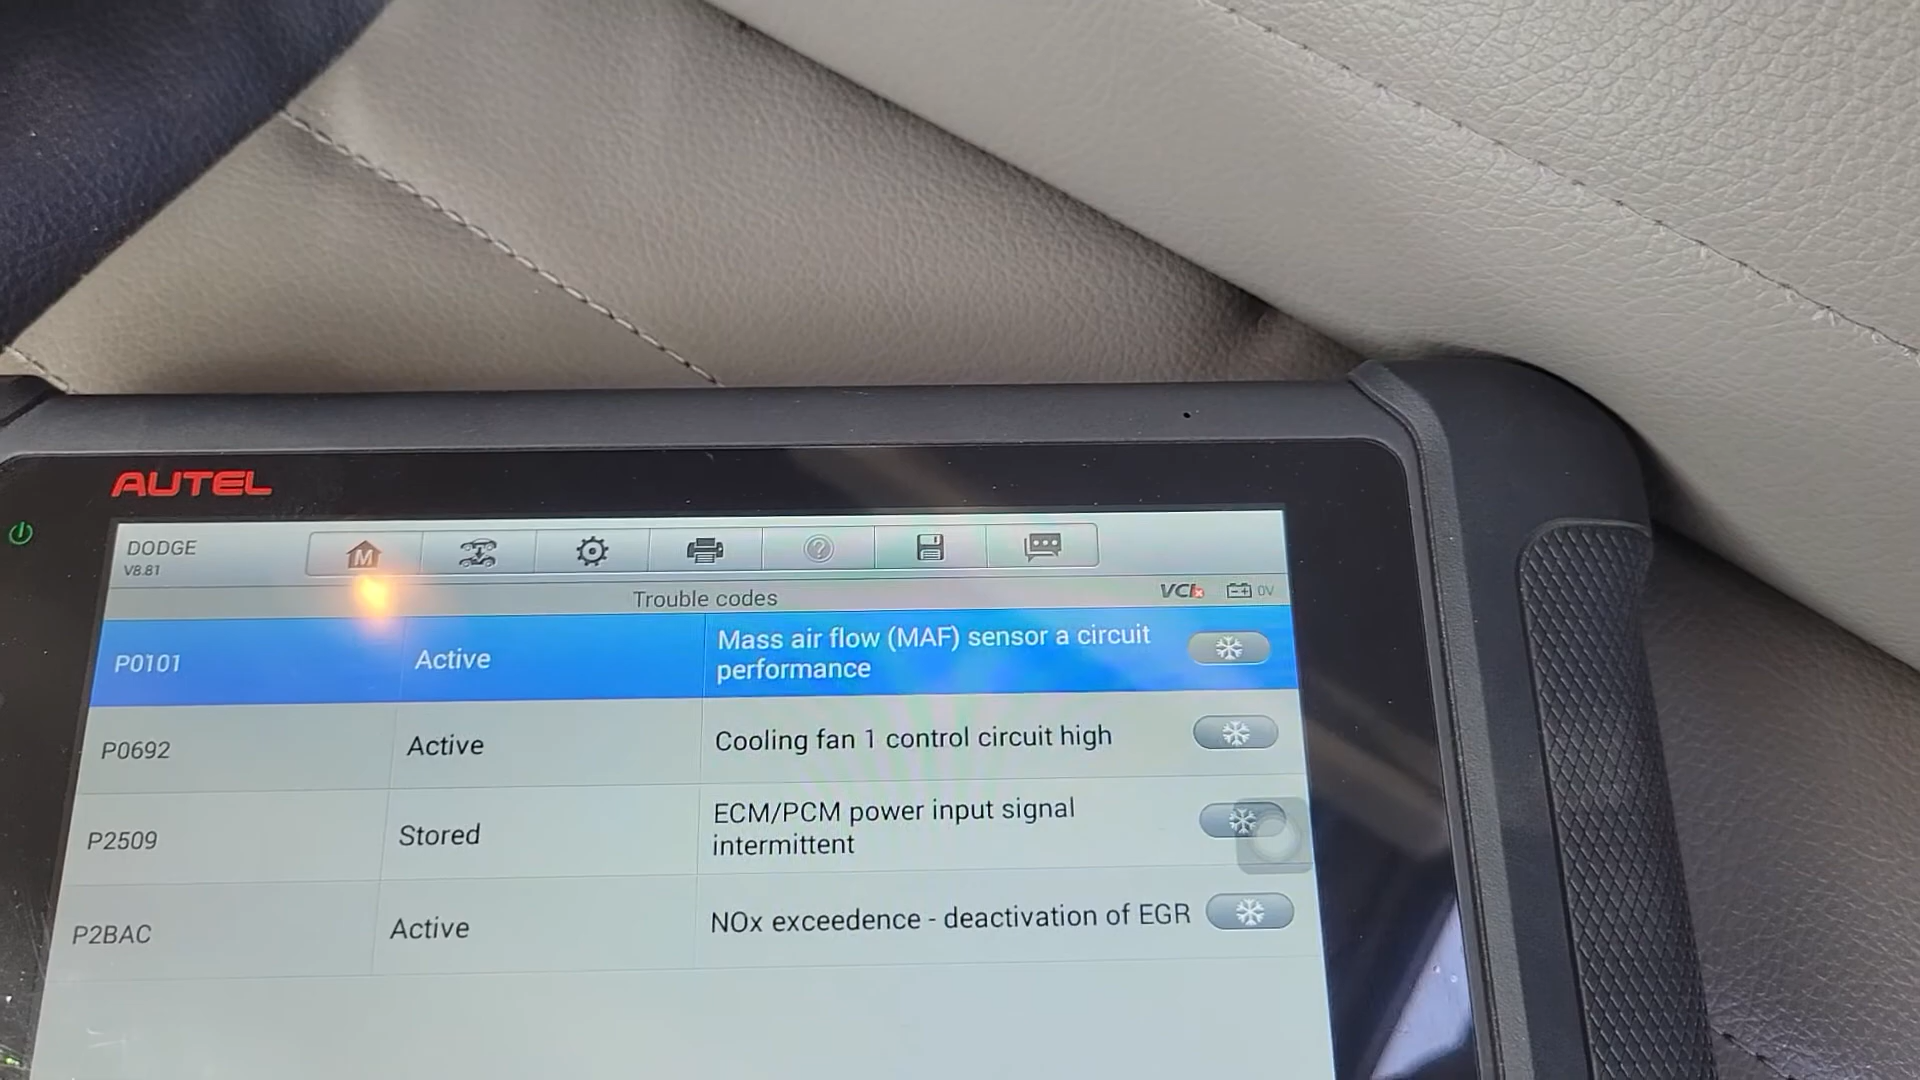 AUTEL
DODGE
V8.81
M
Trouble codes
VCI
0V
P0101
Active
Mass air flow (MAF) sensor a circuit
performance
P0692
Active
Cooling fan 1 control circuit high
P2509
Stored
ECM/PCM power input signal
intermittent
P2BAC
Active
NOx exceedence - deactivation of EGR